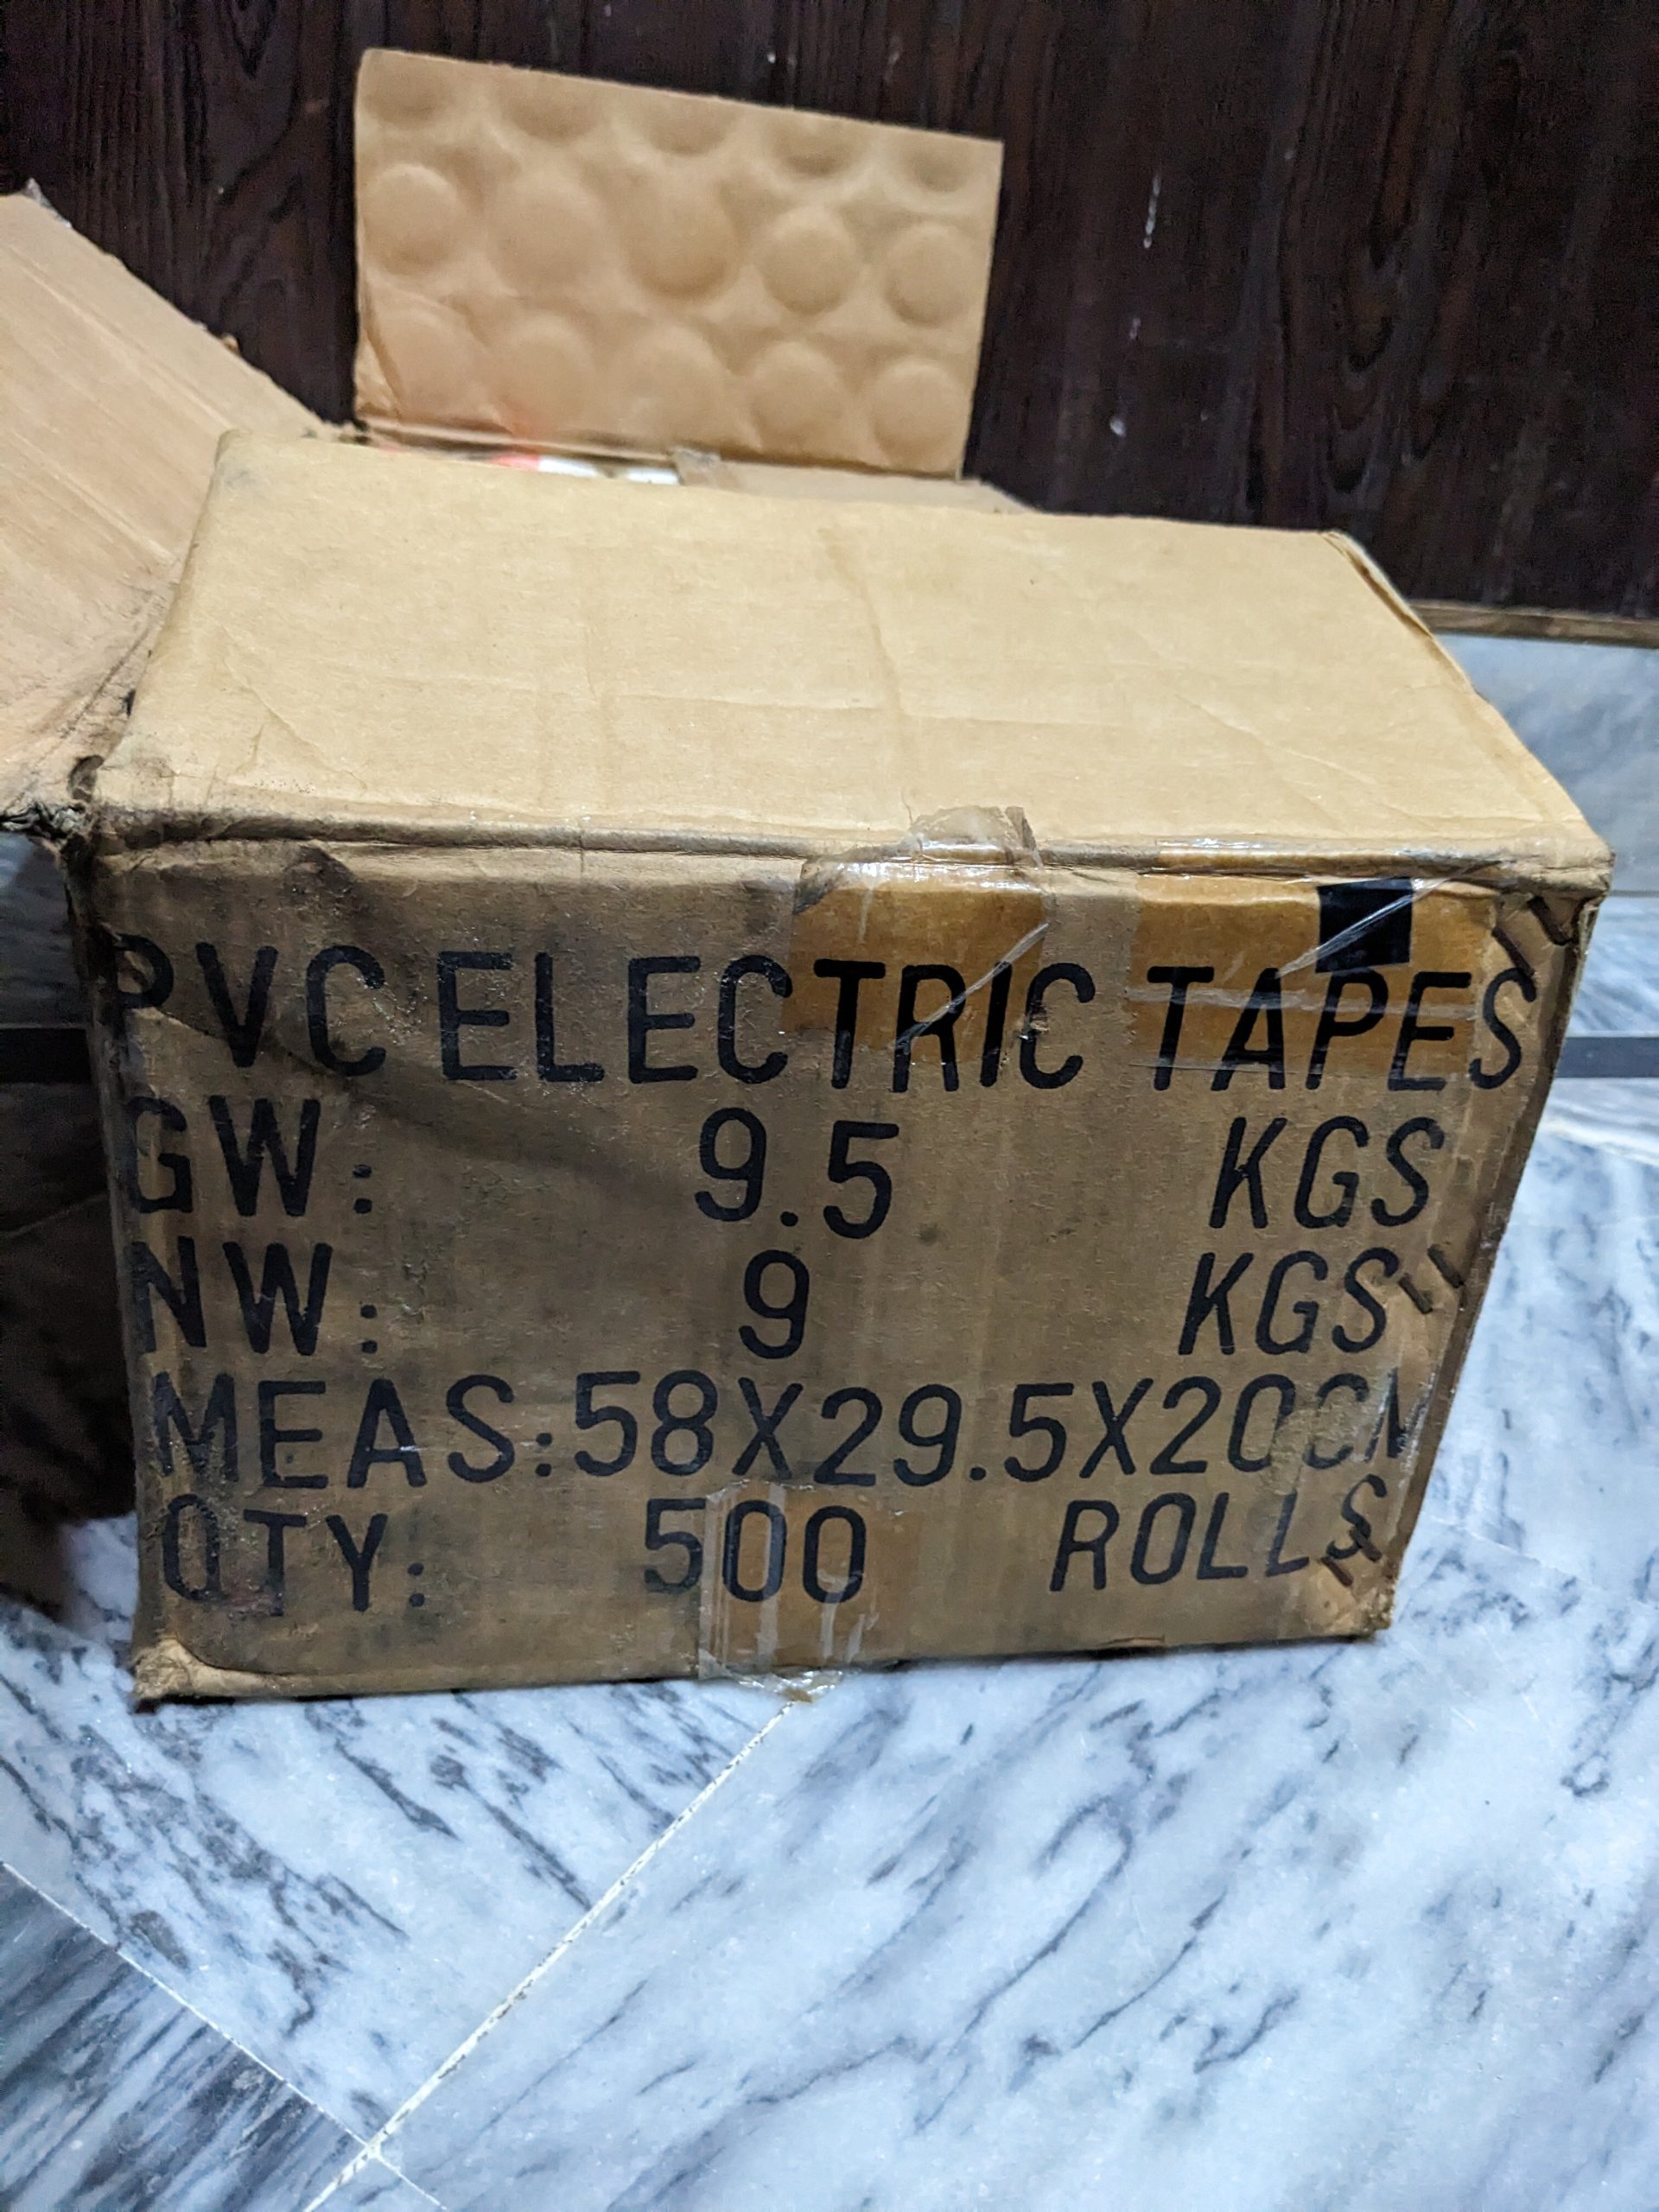 PVC ELECTRIC TAPES
GW: 9.5 KGS
NW: 9 KGS
MEAS:58X29.5X20CM
QTY: 500 ROLLS